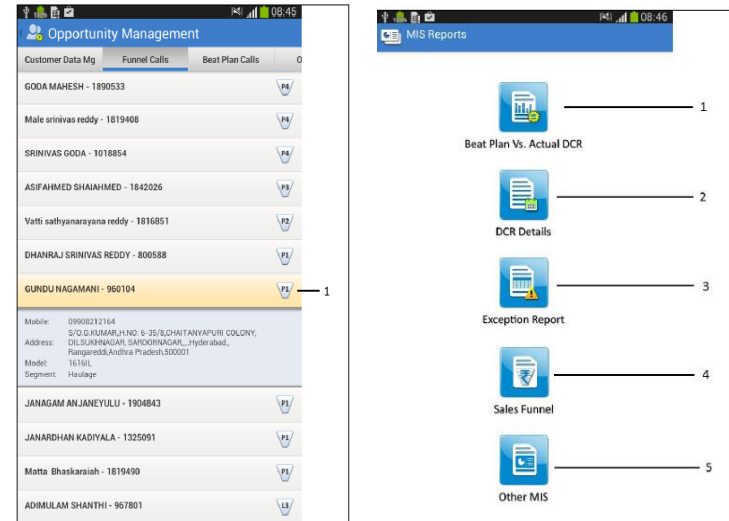 08:45
Opportunity Management
Customer Data Mg Funnel Calls Beat Plan Calls O
GODA MAHESH - 1890533 P4
Male srinivas reddy - 1819408 P4
SRINIVAS GODA - 1018854 P4
ASIFAHMED SHAIAHMED - 1842026 P3
Vatti sathyanarayana reddy - 1816851 P2
DHANRAJ SRINIVAS REDDY - 800588 P1
GUNDU NAGAMANI - 960104 P1 1
Mobile: 09908212164
S/O.G.KUMAR,H.NO: 6-35/8,CHAITANYAPURI COLONY,
Address: DILSUKHNAGAR, SAROORNAGAR,,,Hyderabad,,
Rangareddi,Andhra Pradesh,500001
Model: 1616IL
Segment: Haulage
JANAGAM ANJANEYULU - 1904843 P1
JANARDHAN KADIYALA - 1325091 P1
Matta Bhaskaraiah - 1819490 P1
ADIMULAM SHANTHI - 967801 L3
08:46
MIS Reports
1
Beat Plan Vs. Actual DCR
2
DCR Details
3
Exception Report
4
Sales Funnel
5
Other MIS